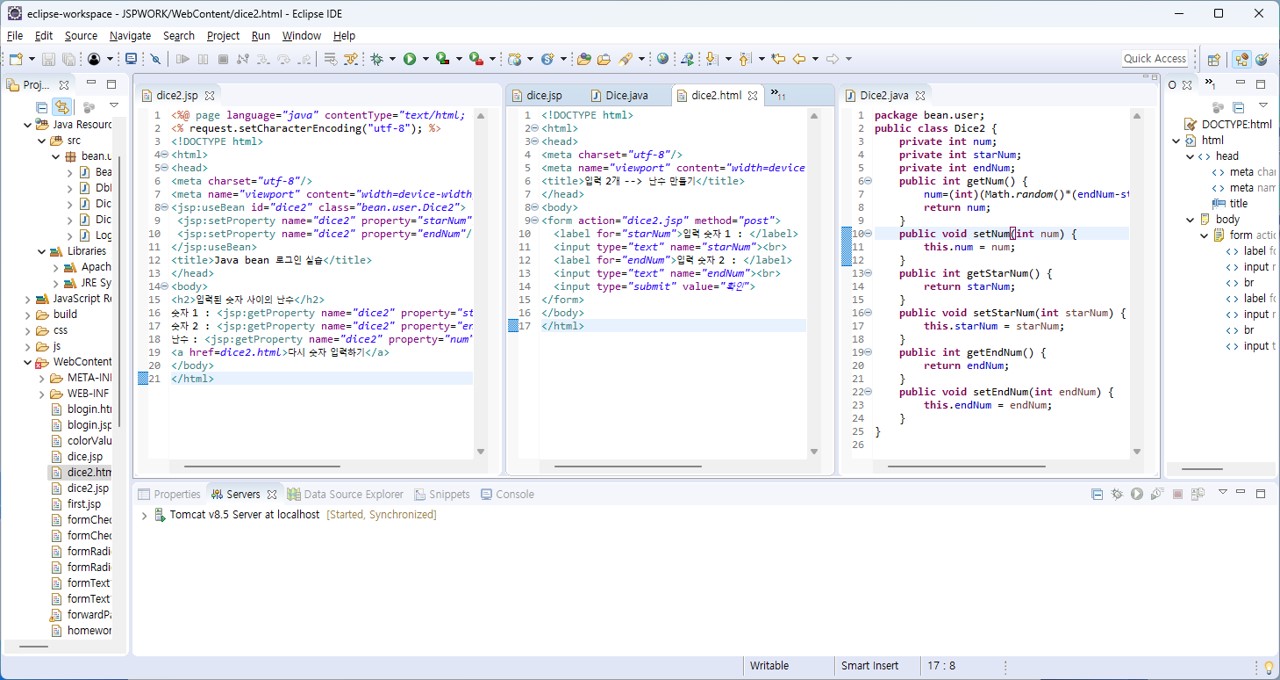 eclipse-workspace - JSPWORK/WebContent/dice2.html - Eclipse IDE
File Edit Source Navigate Search Project Run Window Help
Quick Access
Proj...
Java Resourc
src
bean.u
Bea
DbI
Dic
Dic
Log
Libraries
Apach
JRE Sy
JavaScript Re
build
css
js
WebContent
META-INF
WEB-INF
blogin.htm
blogin.jsp
colorValu
dice.jsp
dice2.htm
dice2.jsp
first.jsp
formChec
formChec
formRadi
formRadi
formText
formText
forwardPa
homewor
dice2.jsp
1 <%@ page language="java" contentType="text/html;
2 <% request.setCharacterEncoding("utf-8"); %>
3 <!DOCTYPE html>
4 <html>
5 <head>
6 <meta charset="utf-8"/>
7 <meta name="viewport" content="width=device-width
8 <jsp:useBean id="dice2" class="bean.user.Dice2">
9 <jsp:setProperty name="dice2" property="starNum"
10 <jsp:setProperty name="dice2" property="endNum"/
11 </jsp:useBean>
12 <title>Java bean 로그인 실습</title>
13 </head>
14 <body>
15 <h2>입력된 숫자 사이의 난수</h2>
16 숫자 1 : <jsp:getProperty name="dice2" property="st
17 숫자 2 : <jsp:getProperty name="dice2" property="en
18 난수 : <jsp:getProperty name="dice2" property="num"
19 <a href=dice2.html>다시 숫자 입력하기</a>
20 </body>
21 </html>
dice.jsp Dice.java dice2.html »11
1 <!DOCTYPE html>
2 <html>
3 <head>
4 <meta charset="utf-8"/>
5 <meta name="viewport" content="width=device
6 <title>입력 2개 --> 난수 만들기</title>
7 </head>
8 <body>
9 <form action="dice2.jsp" method="post">
10 <label for="starNum">입력 숫자 1 : </label>
11 <input type="text" name="starNum"><br>
12 <label for="endNum">입력 숫자 2 : </label>
13 <input type="text" name="endNum"><br>
14 <input type="submit" value="확인">
15 </form>
16 </body>
17 </html>
Dice2.java
1 package bean.user;
2 public class Dice2 {
3 private int num;
4 private int starNum;
5 private int endNum;
6 public int getNum() {
7 num=(int)(Math.random()*(endNum-st
8 return num;
9 }
10 public void setNum(int num) {
11 this.num = num;
12 }
13 public int getStarNum() {
14 return starNum;
15 }
16 public void setStarNum(int starNum) {
17 this.starNum = starNum;
18 }
19 public int getEndNum() {
20 return endNum;
21 }
22 public void setEndNum(int endNum) {
23 this.endNum = endNum;
24 }
25 }
26
O »1
DOCTYPE:html
html
head
meta char
meta nam
title
body
form actio
label fo
input n
br
label fo
input n
br
input t
Properties Servers Data Source Explorer Snippets Console
Tomcat v8.5 Server at localhost [Started, Synchronized]
Writable Smart Insert 17 : 8